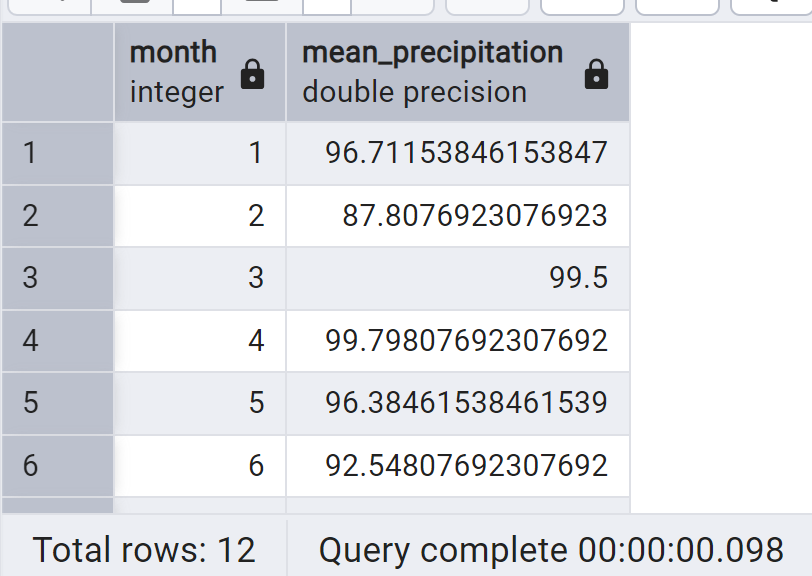 month mean_precipitation
integer double precision
1 1 96.71153846153847
2 2 87.8076923076923
3 3 99.5
4 4 99.79807692307692
5 5 96.38461538461539
6 6 92.54807692307692
Total rows: 12 Query complete 00:00:00.098